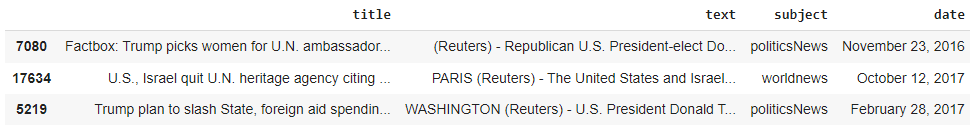 title text subject date
7080 Factbox: Trump picks women for U.N. ambassador... (Reuters) - Republican U.S. President-elect Do... politicsNews November 23, 2016
17634 U.S., Israel quit U.N. heritage agency citing ... PARIS (Reuters) - The United States and Israel... worldnews October 12, 2017
5219 Trump plan to slash State, foreign aid spendin... WASHINGTON (Reuters) - U.S. President Donald T... politicsNews February 28, 2017